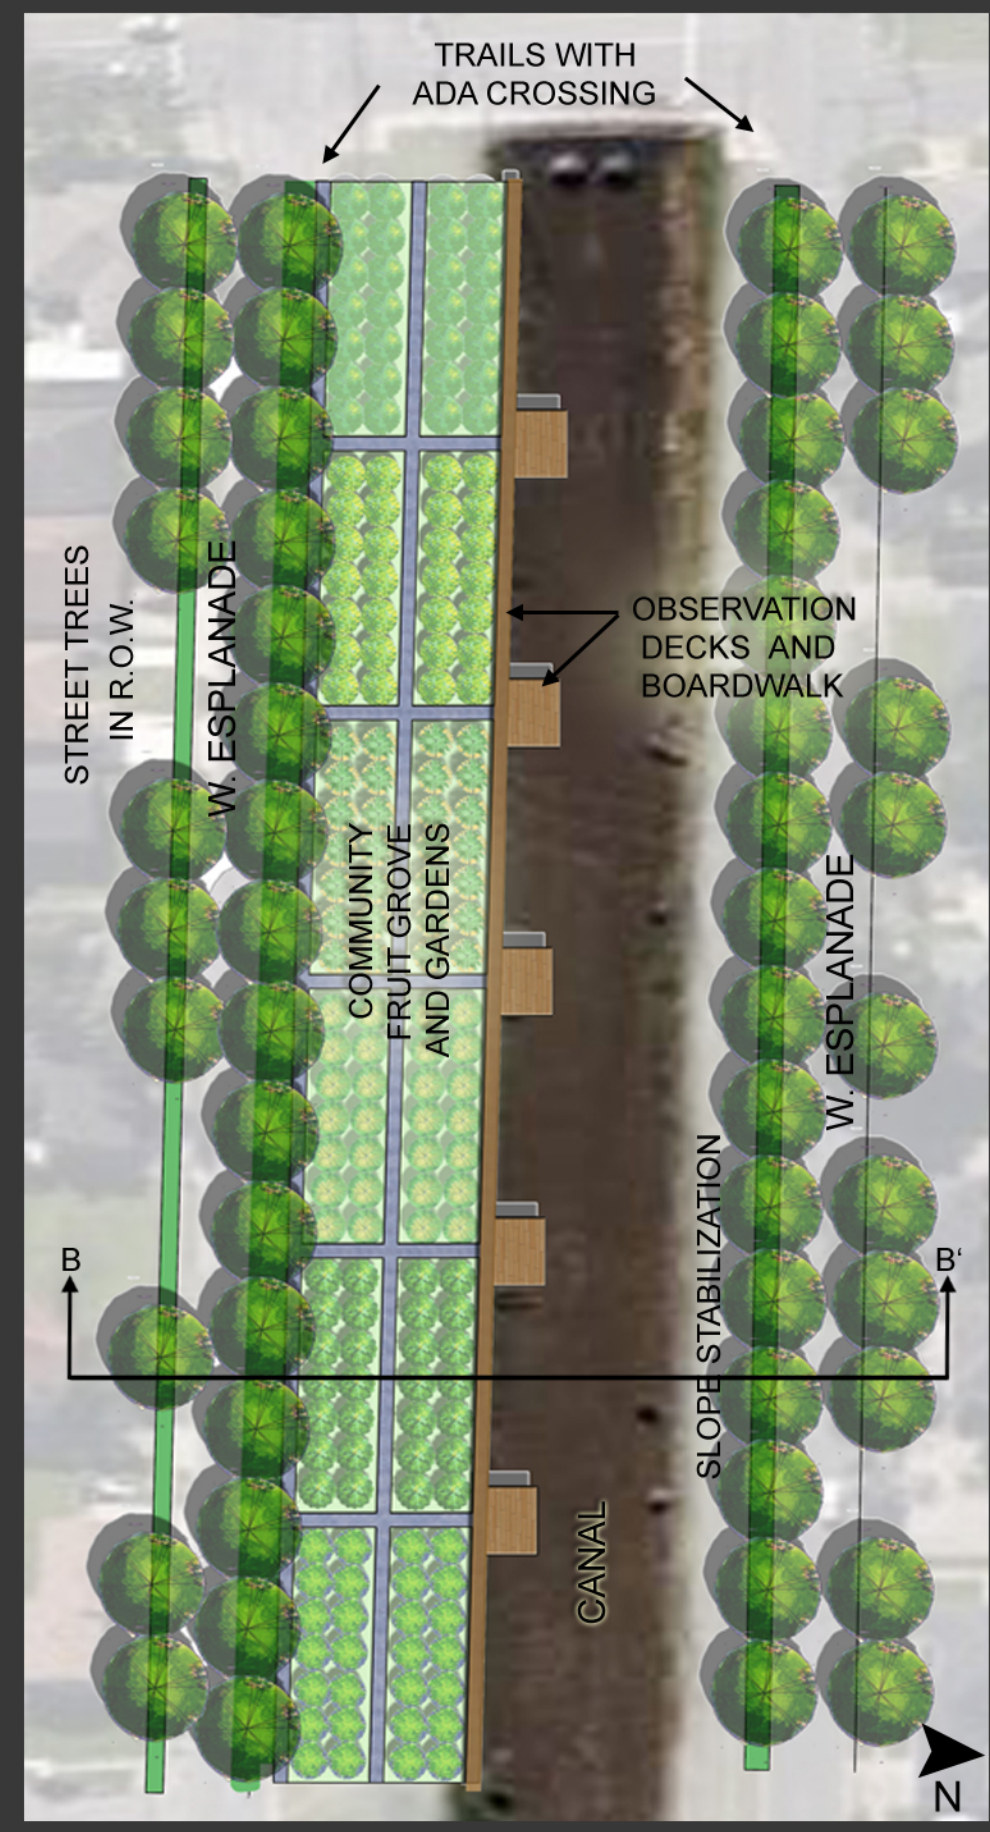 TRAILS WITH
ADA CROSSING
STREET TREES
IN R.O.W.
W. ESPLANADE
OBSERVATION
DECKS AND
BOARDWALK
COMMUNITY
FRUIT GROVE
AND GARDENS
W. ESPLANADE
SLOPE STABILIZATION
B
B'
CANAL
N